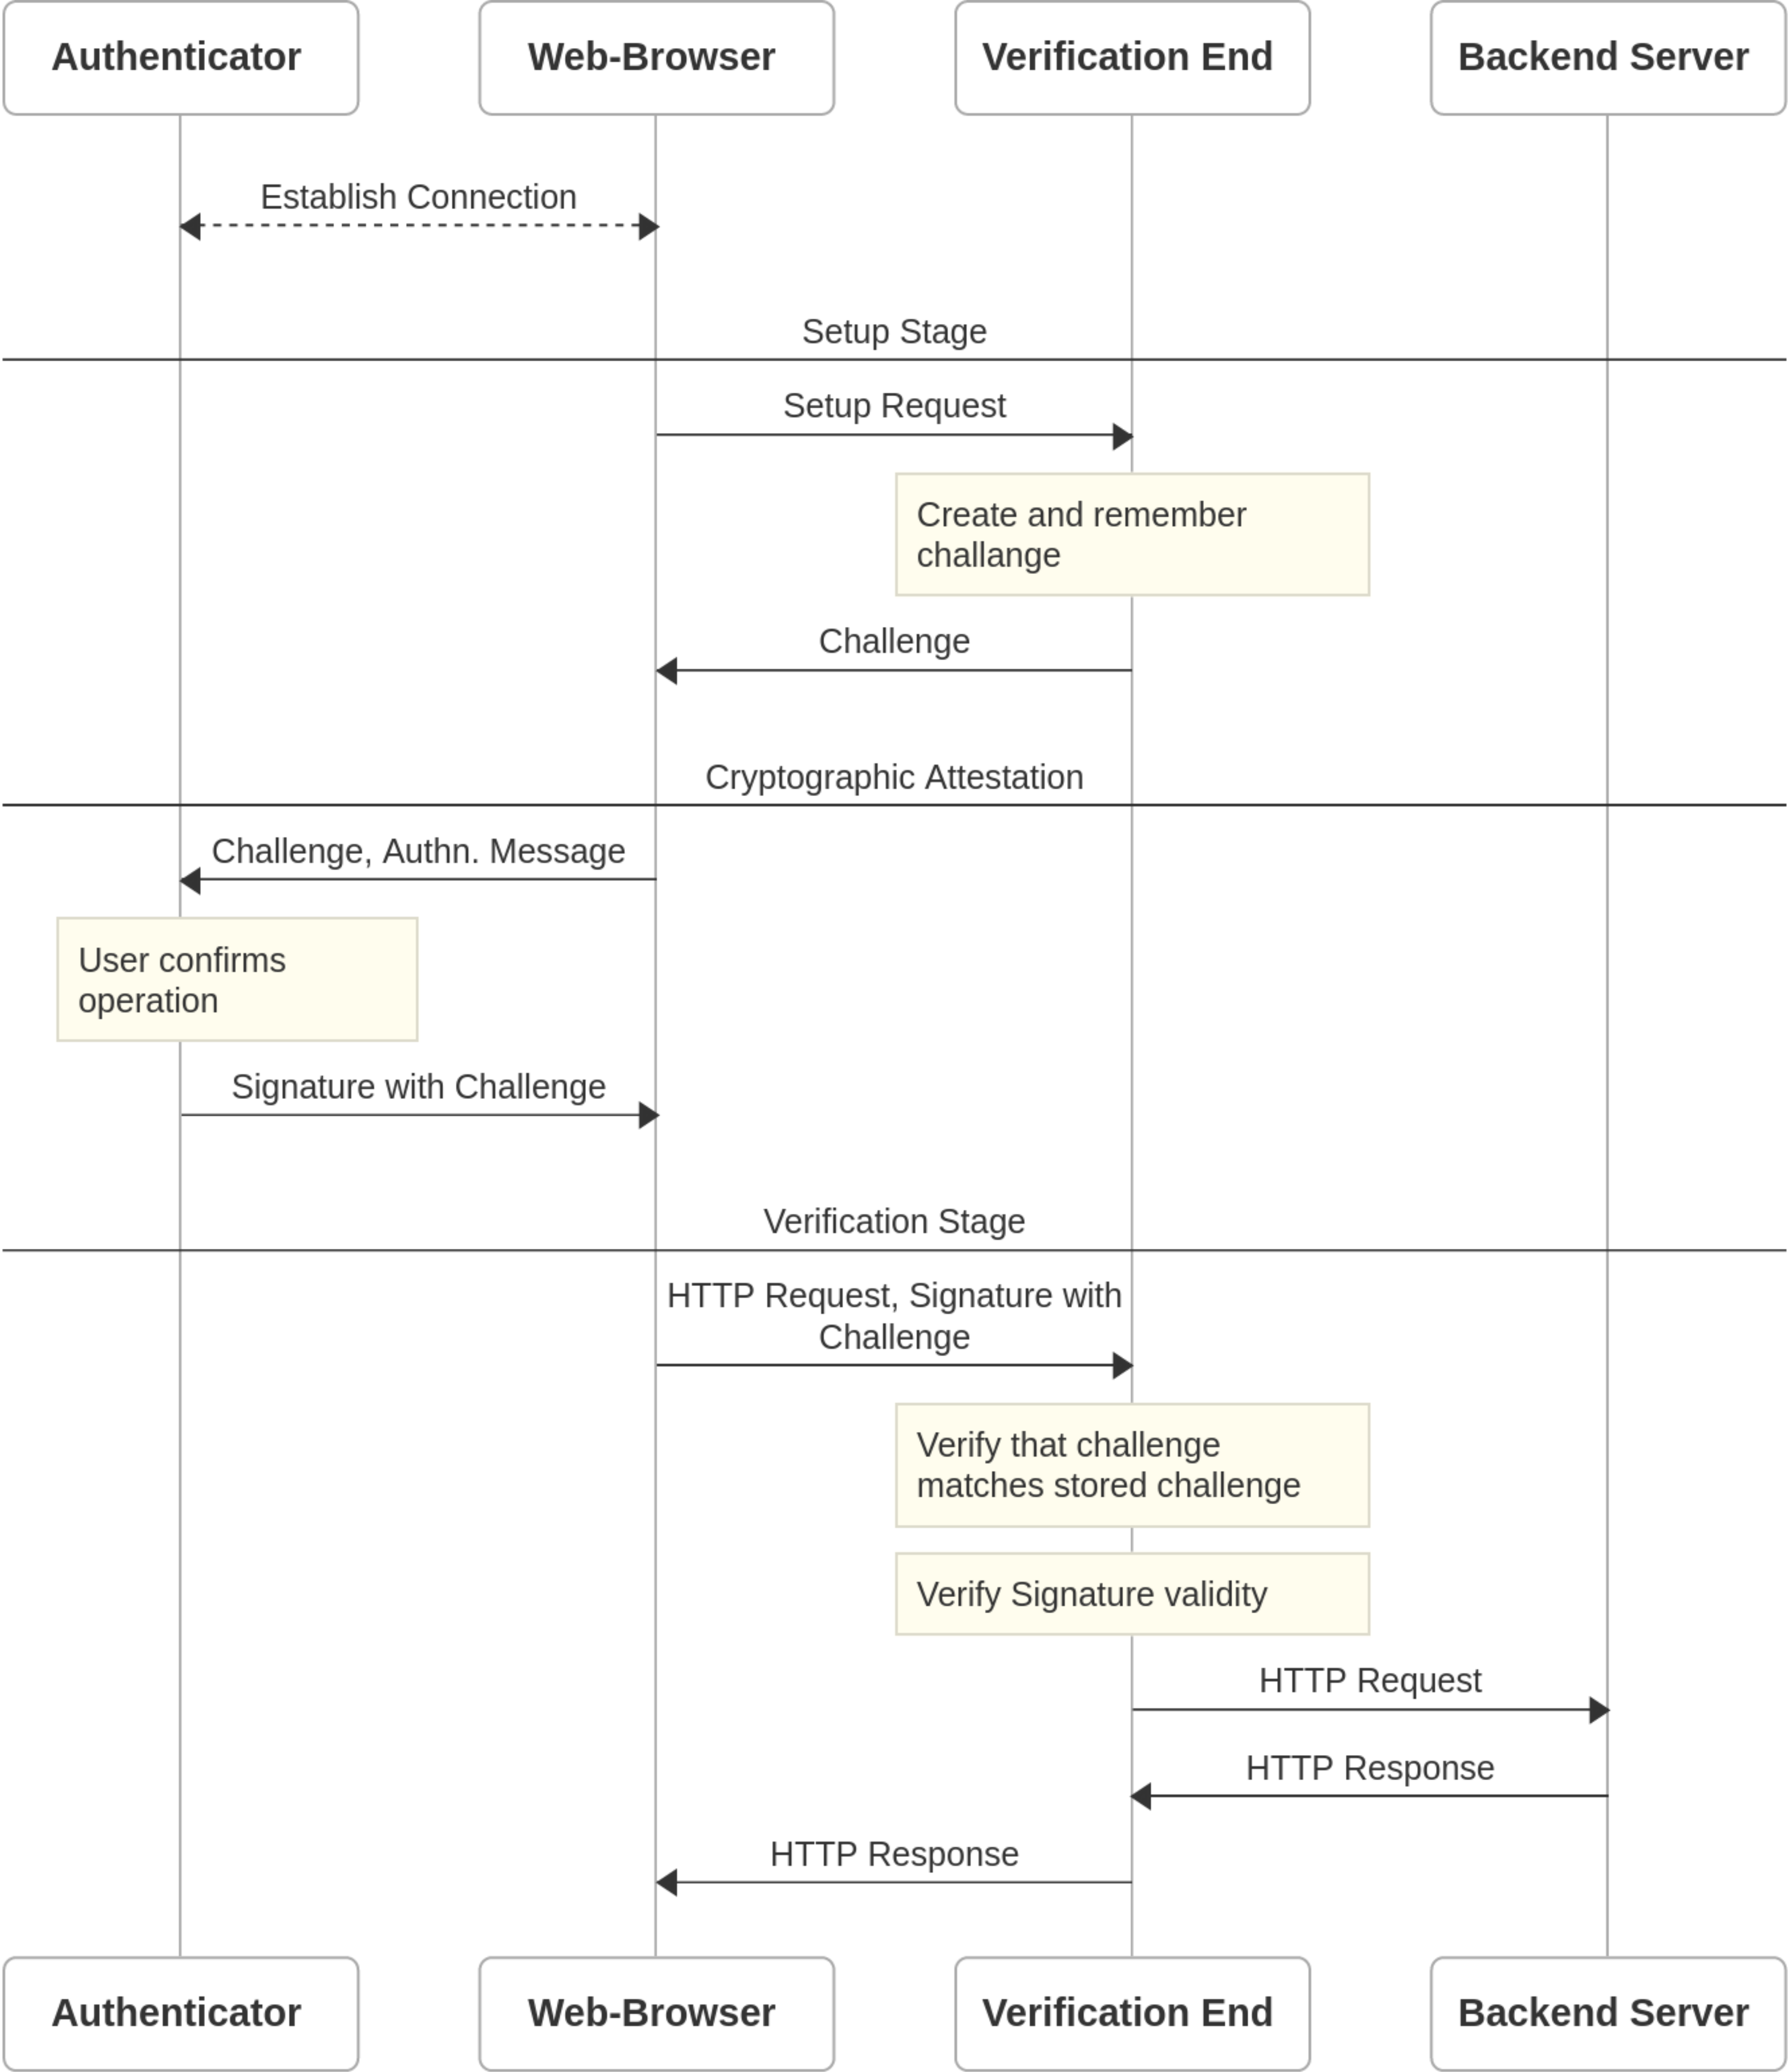 Authenticator
Web-Browser
Verification End
Backend Server
Establish Connection
Setup Stage
Setup Request
Create and remember
challange
Challenge
Cryptographic Attestation
Challenge, Authn. Message
User confirms
operation
Signature with Challenge
Verification Stage
HTTP Request, Signature with
Challenge
Verify that challenge
matches stored challenge
Verify Signature validity
HTTP Request
HTTP Response
HTTP Response
Authenticator
Web-Browser
Verification End
Backend Server